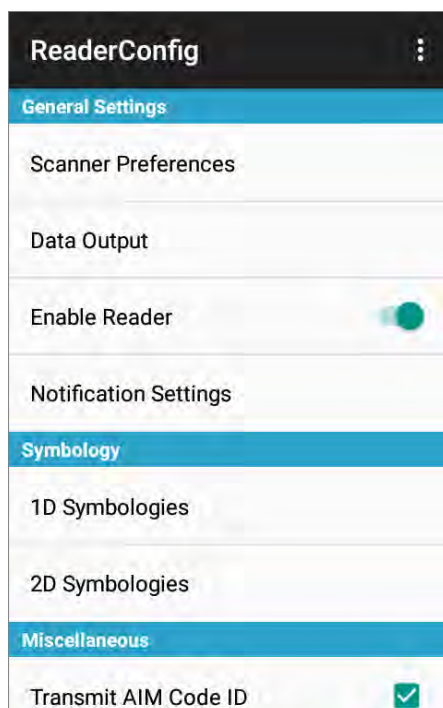 ReaderConfig
General Settings
Scanner Preferences
Data Output
Enable Reader
Notification Settings
Symbology
1D Symbologies
2D Symbologies
Miscellaneous
Transmit AIM Code ID